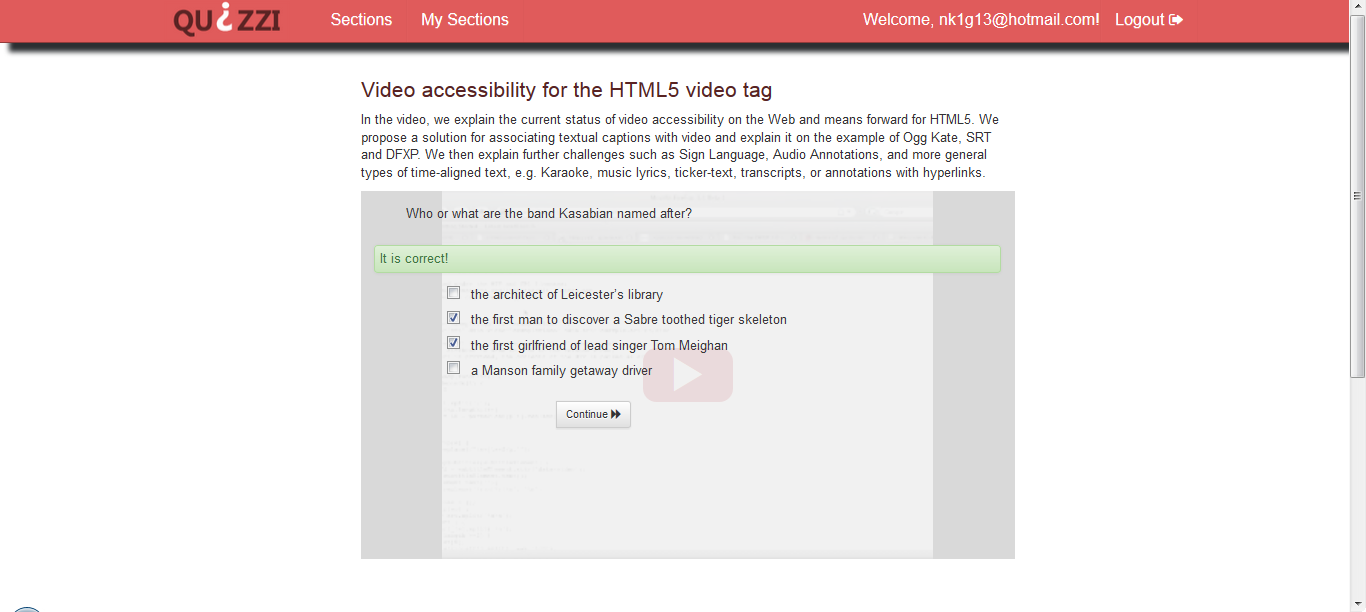 QUiZZI Sections My Sections Welcome, nk1g13@hotmail.com! Logout
Video accessibility for the HTML5 video tag
In the video, we explain the current status of video accessibility on the Web and means forward for HTML5. We
propose a solution for associating textual captions with video and explain it on the example of Ogg Kate, SRT
and DFXP. We then explain further challenges such as Sign Language, Audio Annotations, and more general
types of time-aligned text, e.g. Karaoke, music lyrics, ticker-text, transcripts, or annotations with hyperlinks.
Who or what are the band Kasabian named after?
It is correct!
the architect of Leicester's library
the first man to discover a Sabre toothed tiger skeleton
the first girlfriend of lead singer Tom Meighan
a Manson family getaway driver
Continue